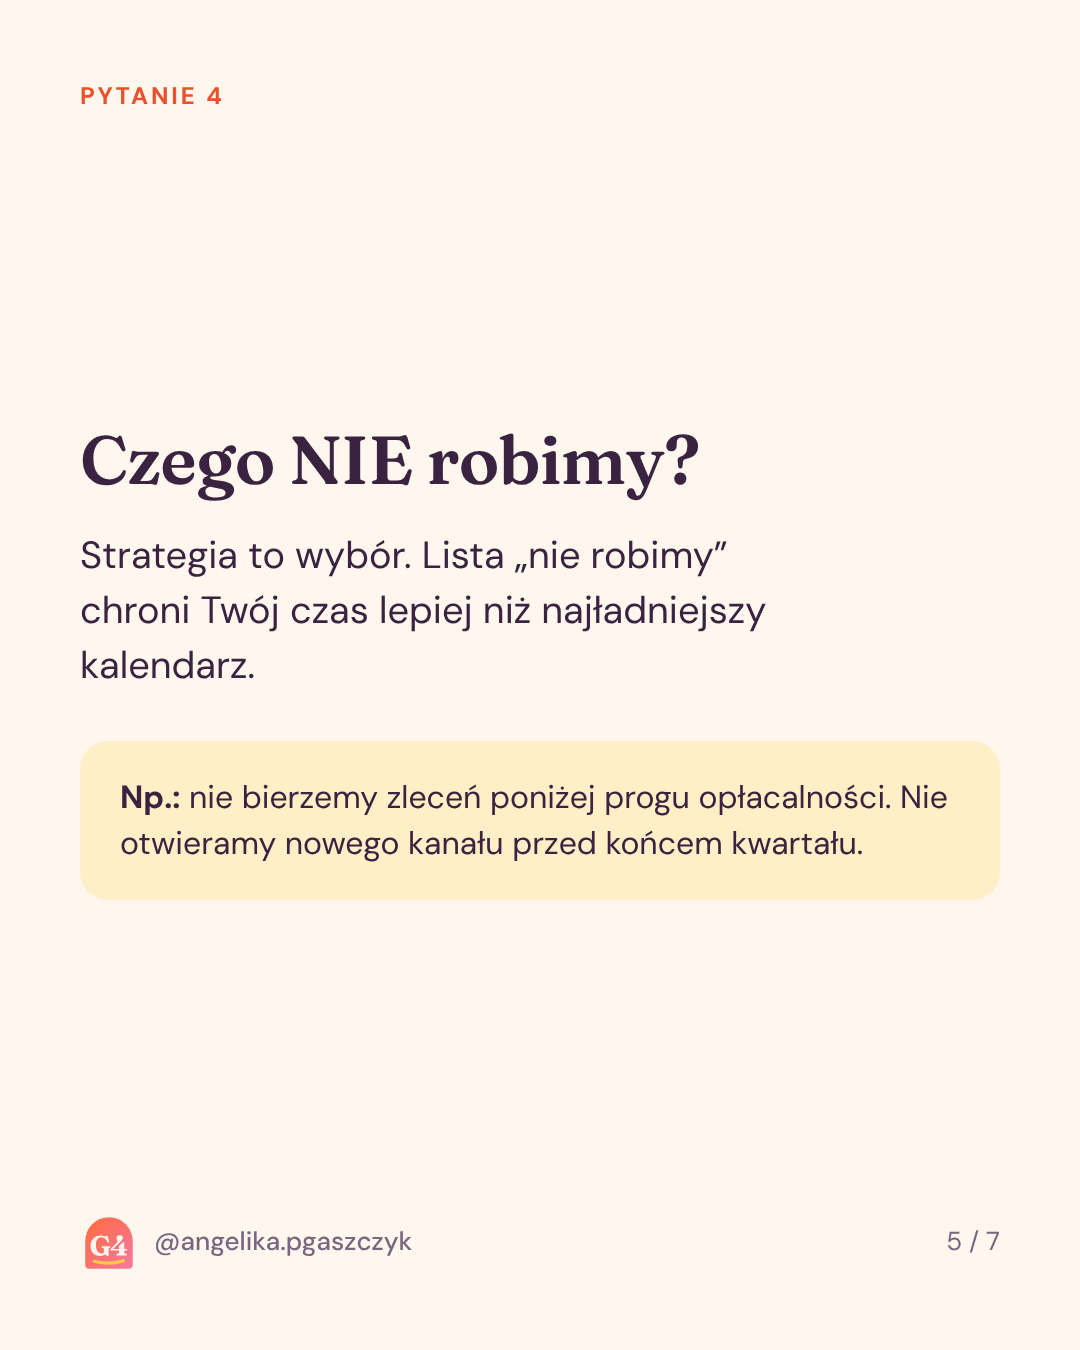 PYTANIE 4
Czego NIE robimy?
Strategia to wybór. Lista „nie robimy”
chroni Twój czas lepiej niż najładniejszy
kalendarz.
Np.: nie bierzemy zleceń poniżej progu opłacalności. Nie
otwieramy nowego kanału przed końcem kwartału.
G4 @angelika.pgaszczyk 5 / 7